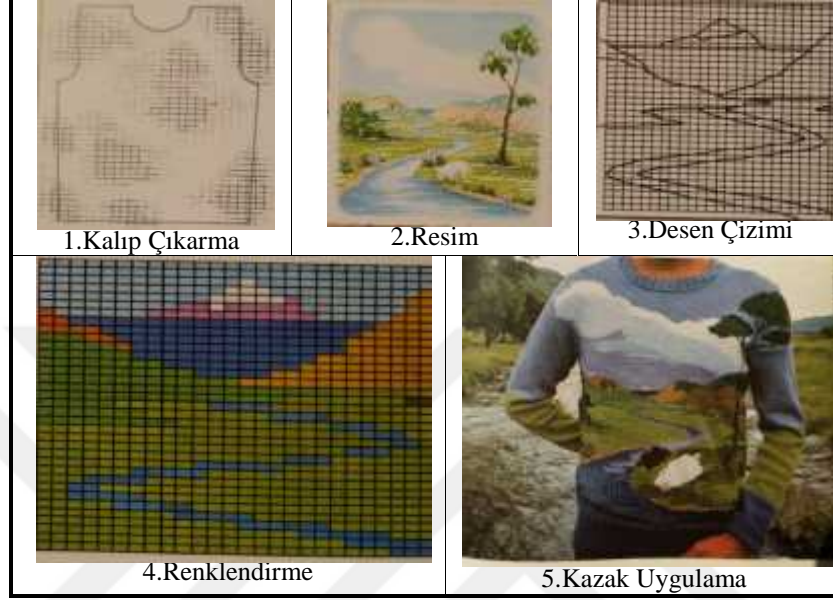 1.Kalıp Çıkarma
2.Resim
3.Desen Çizimi
4.Renklendirme
5.Kazak Uygulama